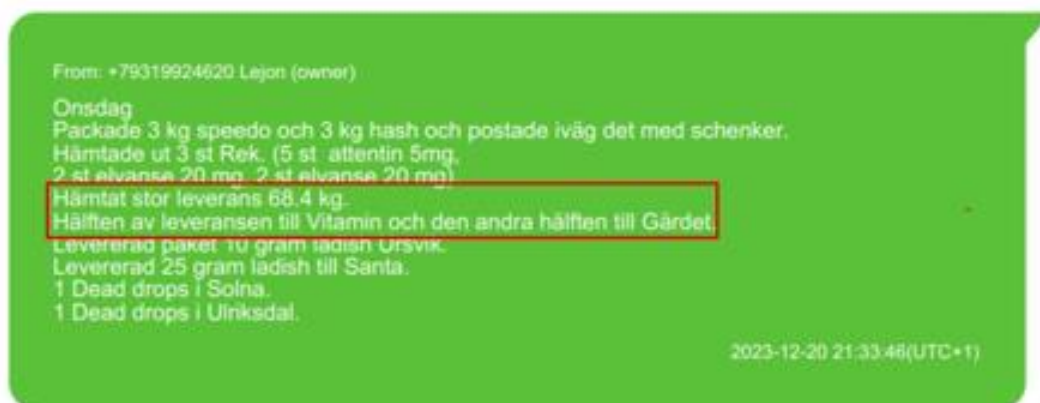 From: +79319924620 Lejon (owner)
Onsdag
Packade 3 kg speedo och 3 kg hash och postade iväg det med schenker.
Hämtade ut 3 st Rek. (5 st attentin 5mg,
2 st elvanse 20 mg, 2 st elvanse 20 mg)
Hämtat stor leverans 68.4 kg.
Hälften av leveransen till Vitamin och den andra hälften till Gärdet.
Levererad paket 10 gram ladish Ursvik.
Levererad 25 gram ladish till Santa.
1 Dead drops i Solna.
1 Dead drops i Ulriksdal.
2023-12-20 21:33:46(UTC+1)